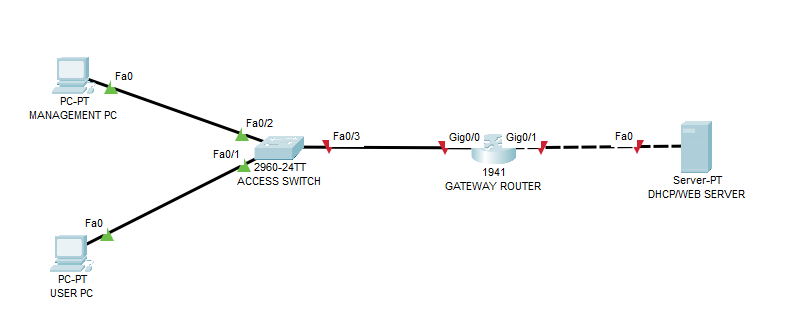 Fa0
PC-PT
MANAGEMENT PC
Fa0/2
Fa0/1
2960-24TT
ACCESS SWITCH
Fa0/3
Gig0/0
Gig0/1
1941
GATEWAY ROUTER
Fa0
Server-PT
DHCP/WEB SERVER
Fa0
PC-PT
USER PC